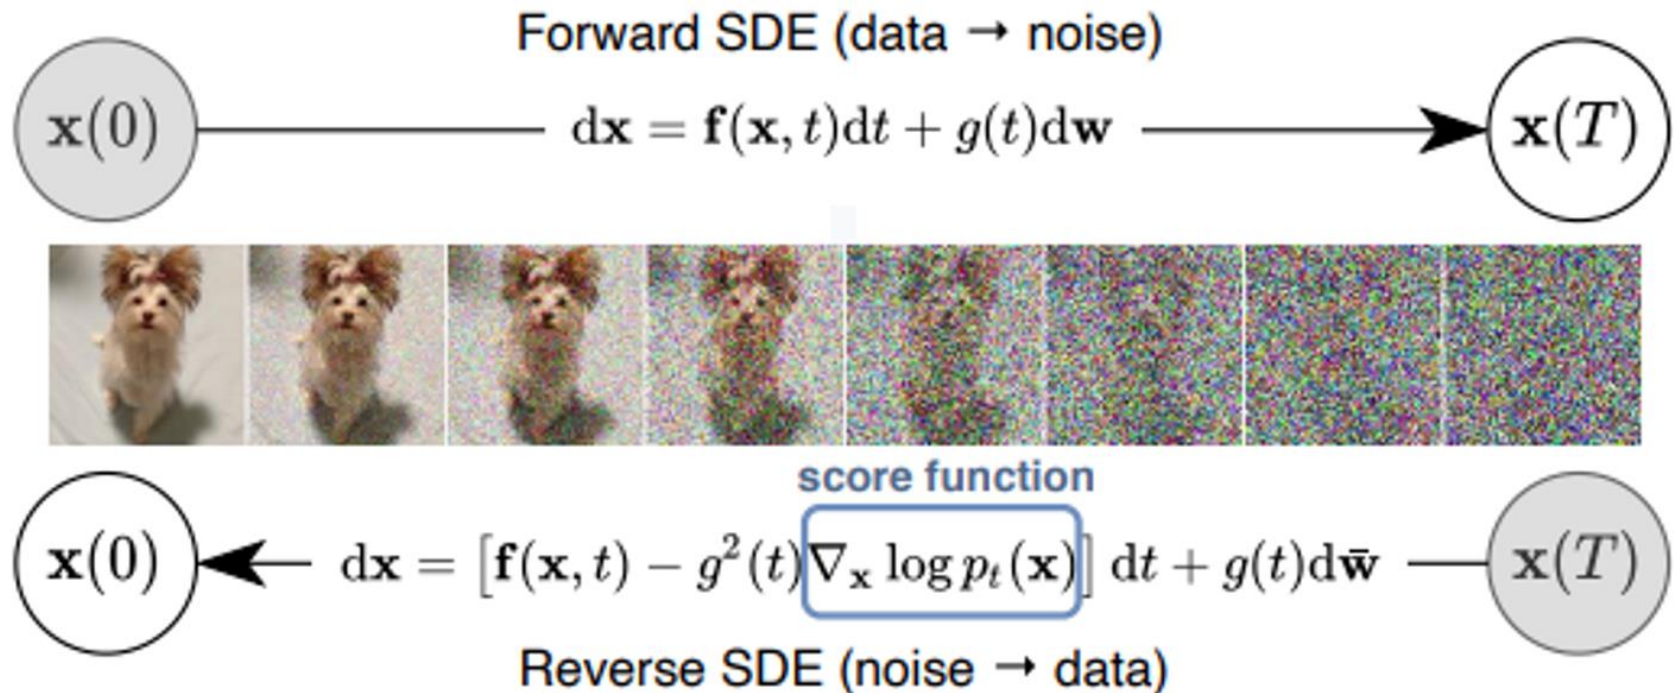 Forward SDE (data → noise)
x(0) dx = f(x, t)dt + g(t)dw x(T)
score function
x(0) dx = [f(x, t) − g²(t)∇ₓ log pₜ(x)] dt + g(t)dw̄ x(T)
Reverse SDE (noise → data)